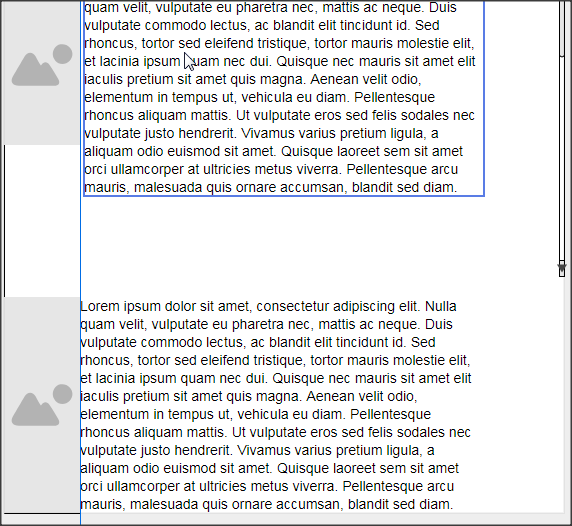 quam velit, vulputate eu pharetra nec, mattis ac neque. Duis
vulputate commodo lectus, ac blandit elit tincidunt id. Sed
rhoncus, tortor sed eleifend tristique, tortor mauris molestie elit,
et lacinia ipsum quam nec dui. Quisque nec mauris sit amet elit
iaculis pretium sit amet quis magna. Aenean velit odio,
elementum in tempus ut, vehicula eu diam. Pellentesque
rhoncus aliquam mattis. Ut vulputate eros sed felis sodales nec
vulputate justo hendrerit. Vivamus varius pretium ligula, a
aliquam odio euismod sit amet. Quisque laoreet sem sit amet
orci ullamcorper at ultricies metus viverra. Pellentesque arcu
mauris, malesuada quis ornare accumsan, blandit sed diam.
Lorem ipsum dolor sit amet, consectetur adipiscing elit. Nulla
quam velit, vulputate eu pharetra nec, mattis ac neque. Duis
vulputate commodo lectus, ac blandit elit tincidunt id. Sed
rhoncus, tortor sed eleifend tristique, tortor mauris molestie elit,
et lacinia ipsum quam nec dui. Quisque nec mauris sit amet elit
iaculis pretium sit amet quis magna. Aenean velit odio,
elementum in tempus ut, vehicula eu diam. Pellentesque
rhoncus aliquam mattis. Ut vulputate eros sed felis sodales nec
vulputate justo hendrerit. Vivamus varius pretium ligula, a
aliquam odio euismod sit amet. Quisque laoreet sem sit amet
orci ullamcorper at ultricies metus viverra. Pellentesque arcu
mauris, malesuada quis ornare accumsan, blandit sed diam.